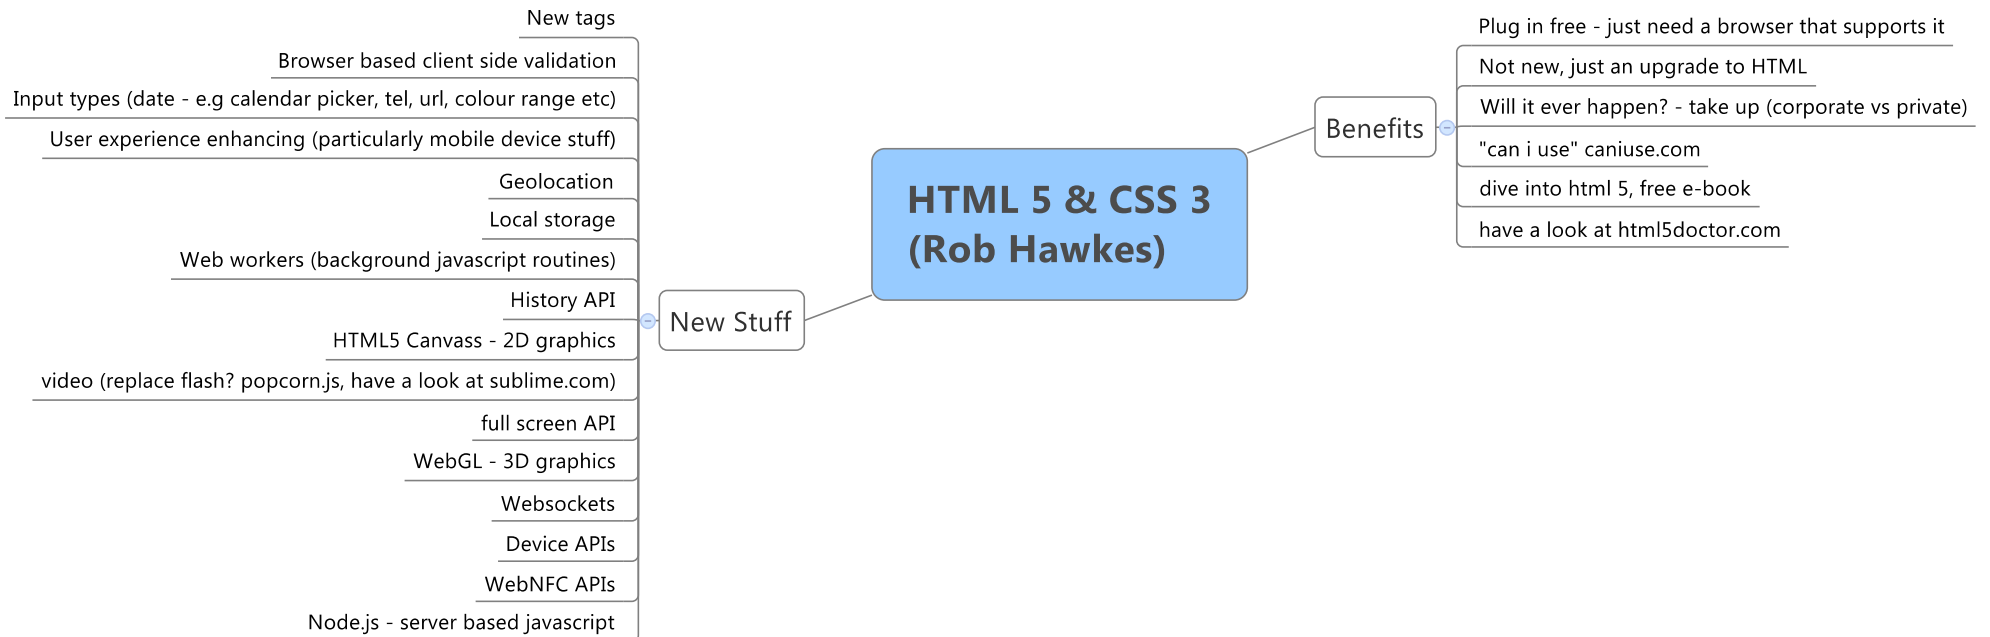 HTML 5 & CSS 3
(Rob Hawkes)
Benefits
Plug in free - just need a browser that supports it
Not new, just an upgrade to HTML
Will it ever happen? - take up (corporate vs private)
"can i use" caniuse.com
dive into html 5, free e-book
have a look at html5doctor.com
New Stuff
New tags
Browser based client side validation
Input types (date - e.g calendar picker, tel, url, colour range etc)
User experience enhancing (particularly mobile device stuff)
Geolocation
Local storage
Web workers (background javascript routines)
History API
HTML5 Canvass - 2D graphics
video (replace flash? popcorn.js, have a look at sublime.com)
full screen API
WebGL - 3D graphics
Websockets
Device APIs
WebNFC APIs
Node.js - server based javascript